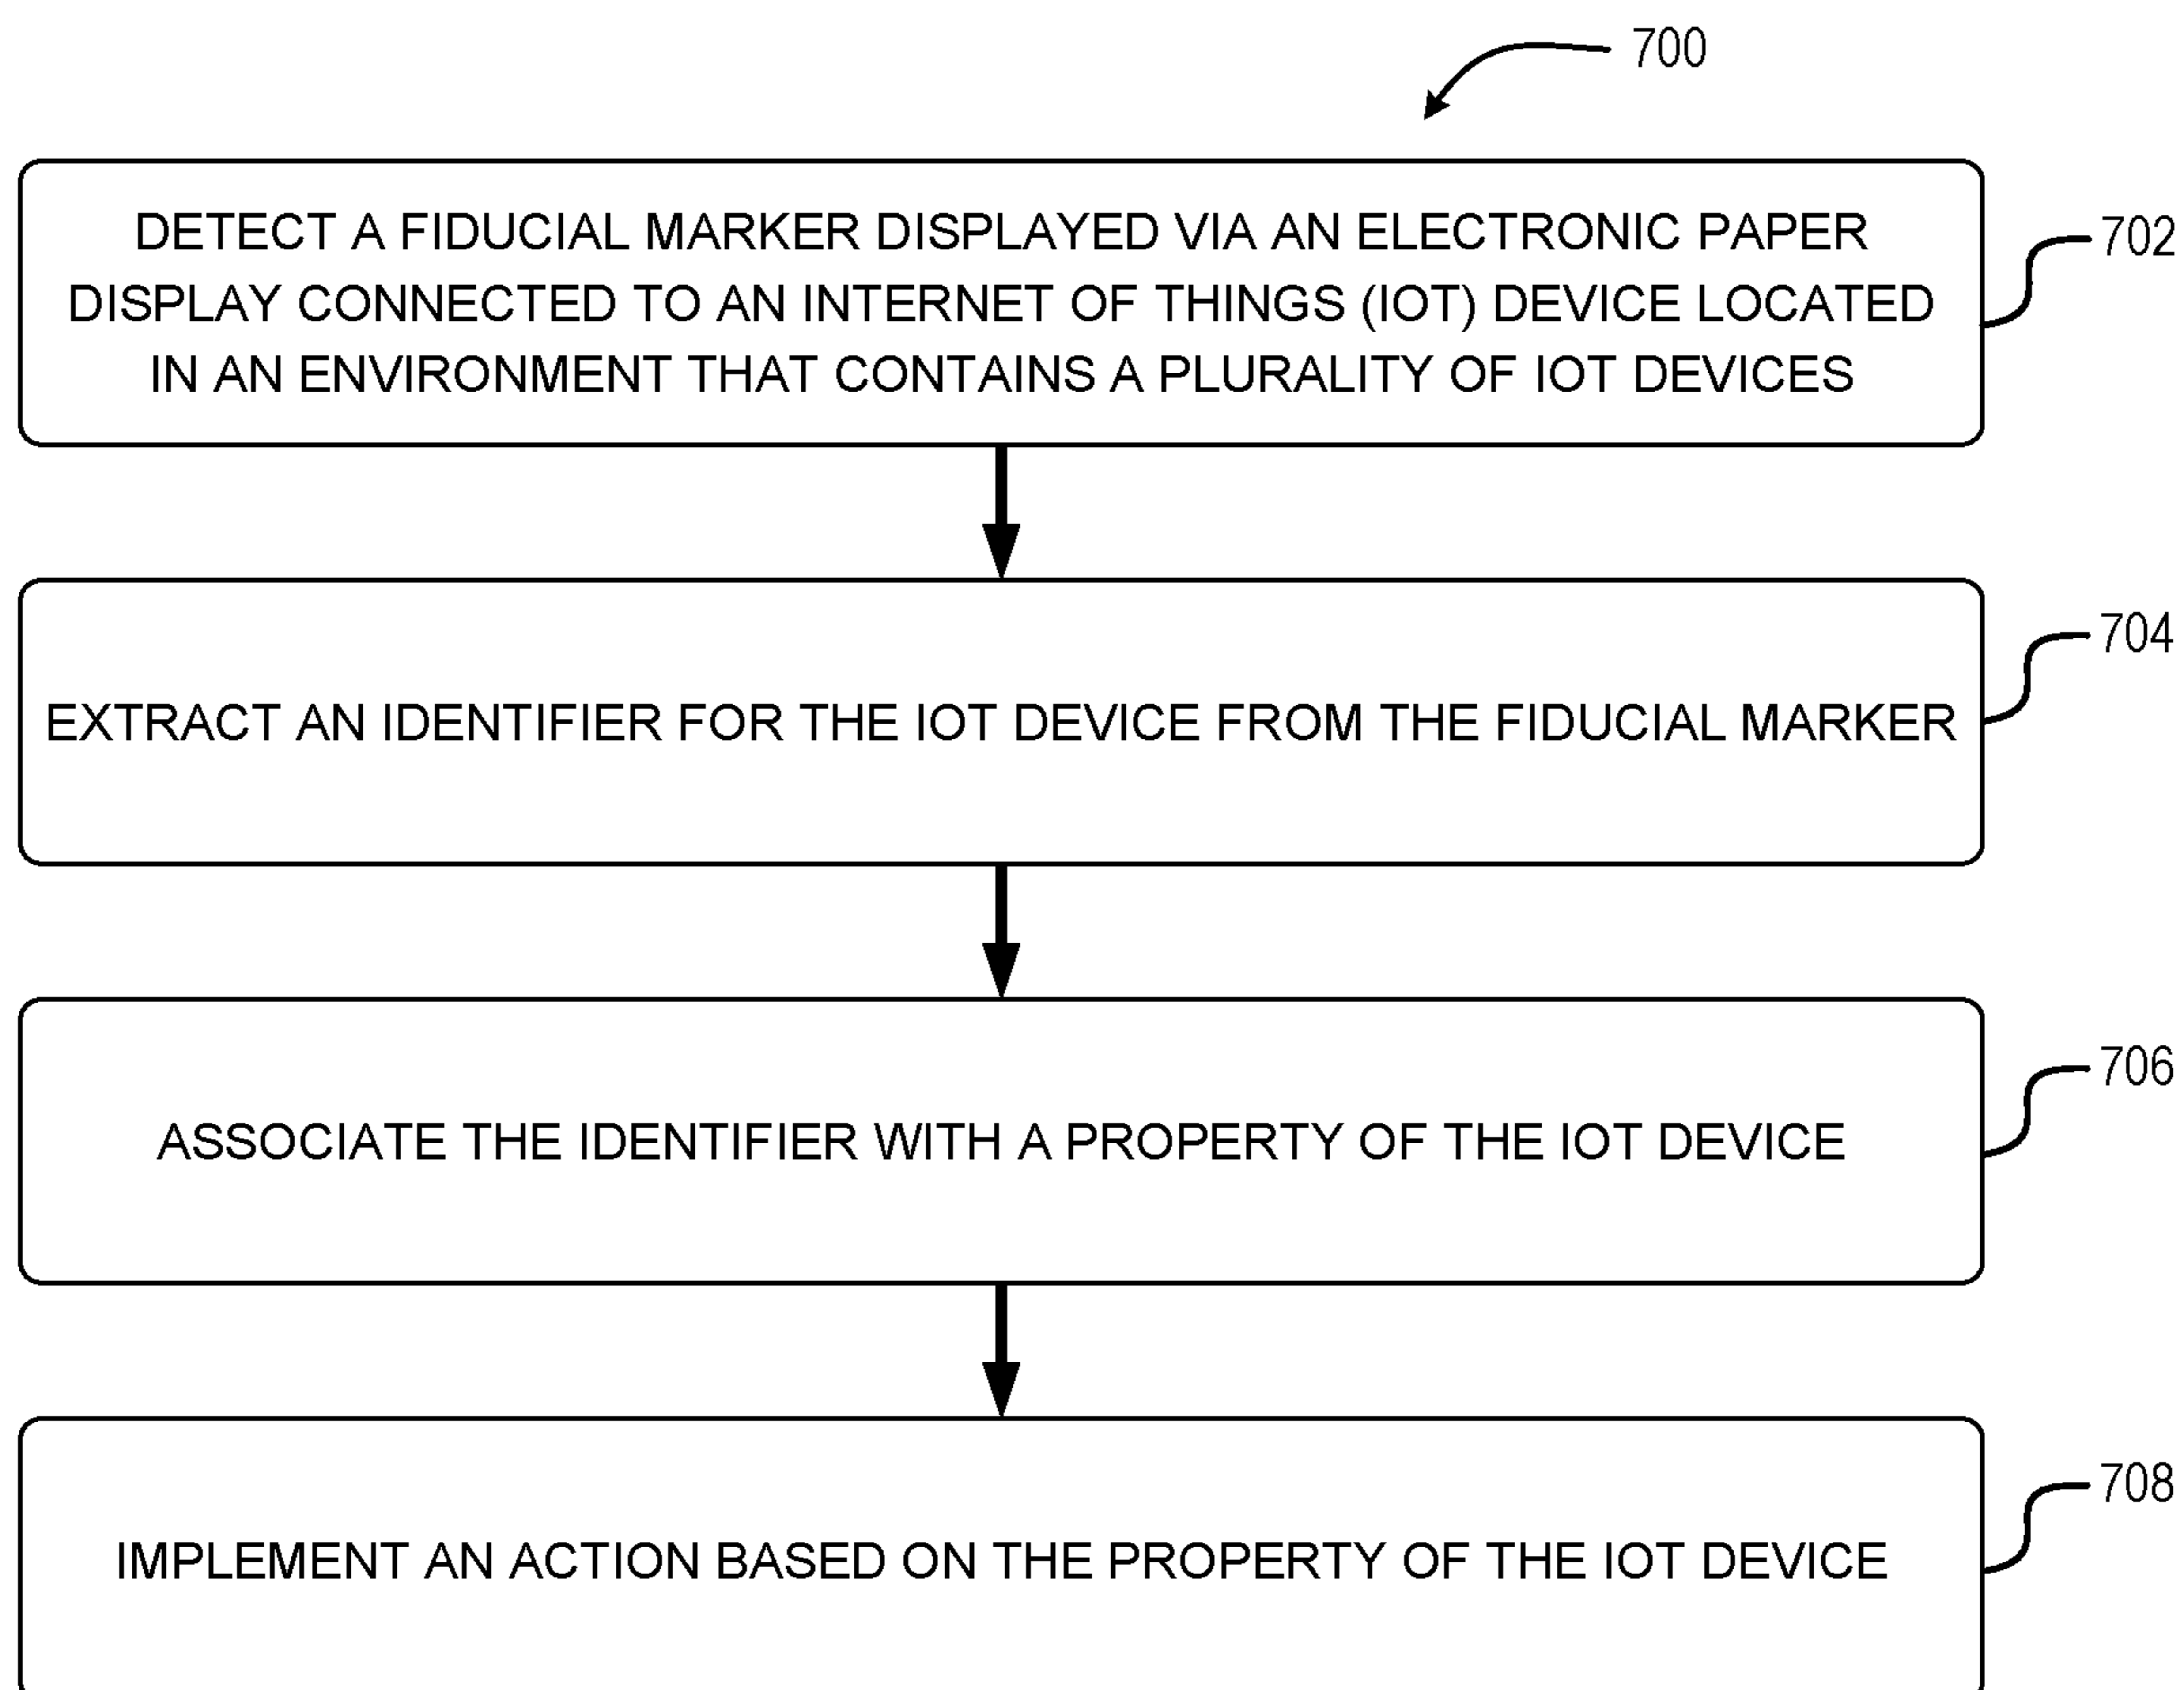 700
DETECT A FIDUCIAL MARKER DISPLAYED VIA AN ELECTRONIC PAPER
DISPLAY CONNECTED TO AN INTERNET OF THINGS (IOT) DEVICE LOCATED
IN AN ENVIRONMENT THAT CONTAINS A PLURALITY OF IOT DEVICES
702
EXTRACT AN IDENTIFIER FOR THE IOT DEVICE FROM THE FIDUCIAL MARKER
704
ASSOCIATE THE IDENTIFIER WITH A PROPERTY OF THE IOT DEVICE
706
IMPLEMENT AN ACTION BASED ON THE PROPERTY OF THE IOT DEVICE
708